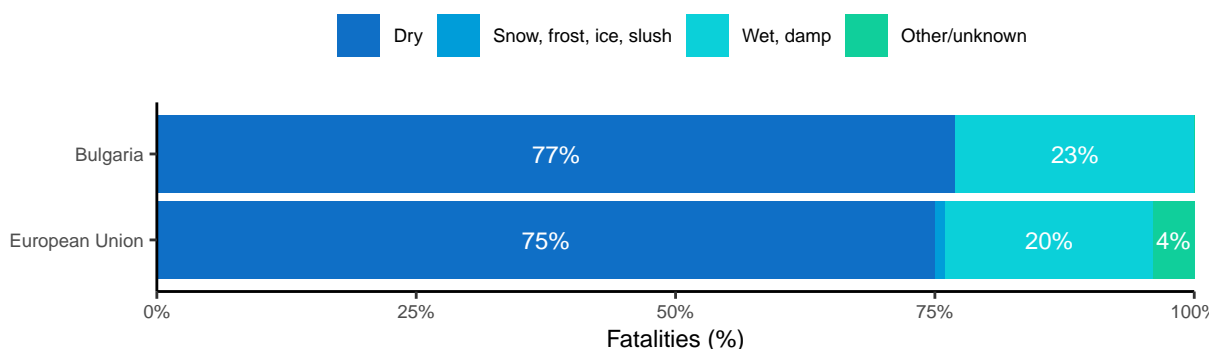 Dry Snow, frost, ice, slush Wet, damp Other/unknown
Bulgaria 77% 23%
European Union 75% 20% 4%
0% 25% 50% 75% 100%
Fatalities (%)